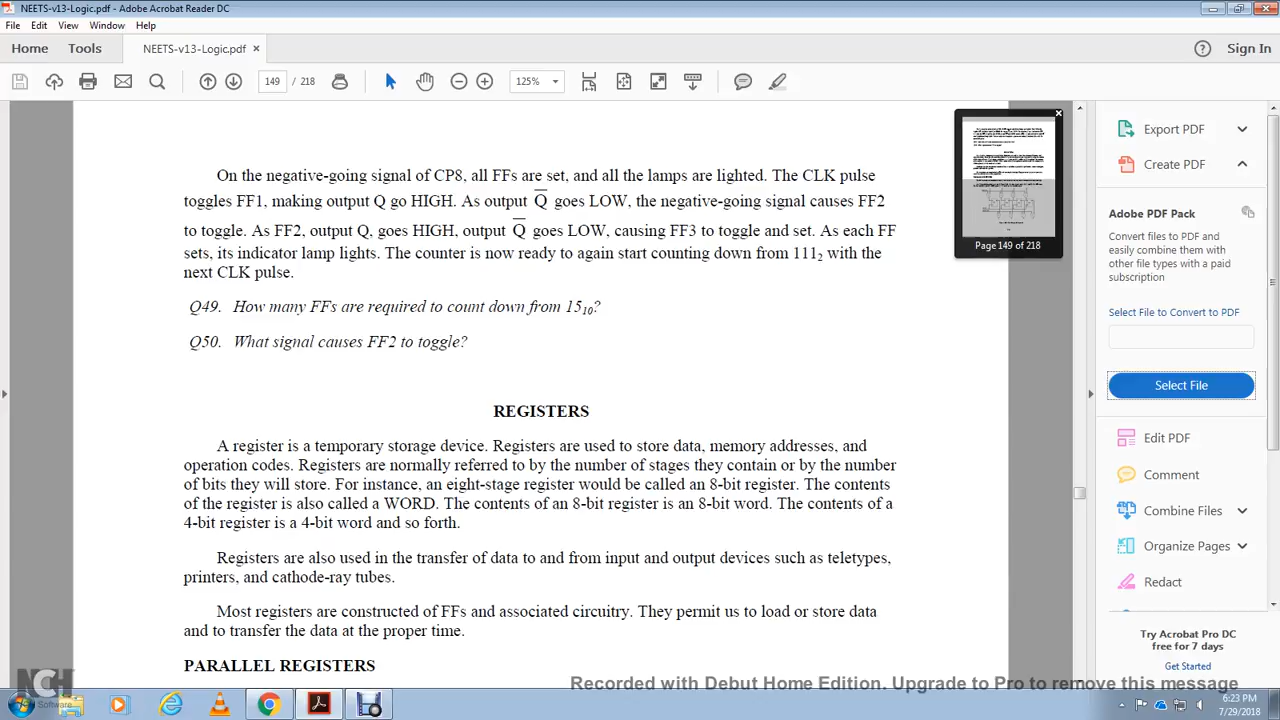 NEETS-v13-Logic.pdf - Adobe Acrobat Reader DC
File Edit View Window Help
Home Tools NEETS-v13-Logic.pdf × Sign In
149 / 218 125%
On the negative-going signal of CP8, all FFs are set, and all the lamps are lighted. The CLK pulse
toggles FF1, making output Q go HIGH. As output Q̅ goes LOW, the negative-going signal causes FF2
to toggle. As FF2, output Q, goes HIGH, output Q̅ goes LOW, causing FF3 to toggle and set. As each FF
sets, its indicator lamp lights. The counter is now ready to again start counting down from 111₂ with the
next CLK pulse.
Q49. How many FFs are required to count down from 15₁₀?
Q50. What signal causes FF2 to toggle?
REGISTERS
A register is a temporary storage device. Registers are used to store data, memory addresses, and
operation codes. Registers are normally referred to by the number of stages they contain or by the number
of bits they will store. For instance, an eight-stage register would be called an 8-bit register. The contents
of the register is also called a WORD. The contents of an 8-bit register is an 8-bit word. The contents of a
4-bit register is a 4-bit word and so forth.
Registers are also used in the transfer of data to and from input and output devices such as teletypes,
printers, and cathode-ray tubes.
Most registers are constructed of FFs and associated circuitry. They permit us to load or store data
and to transfer the data at the proper time.
PARALLEL REGISTERS
Page 149 of 218
Export PDF
Create PDF
Adobe PDF Pack
Convert files to PDF and
easily combine them with
other file types with a paid
subscription
Select File to Convert to PDF
Select File
Edit PDF
Comment
Combine Files
Organize Pages
Redact
Try Acrobat Pro DC
free for 7 days
Get Started
NCH
Software
Recorded with Debut Home Edition. Upgrade to Pro to remove this message
6:23 PM
7/29/2018